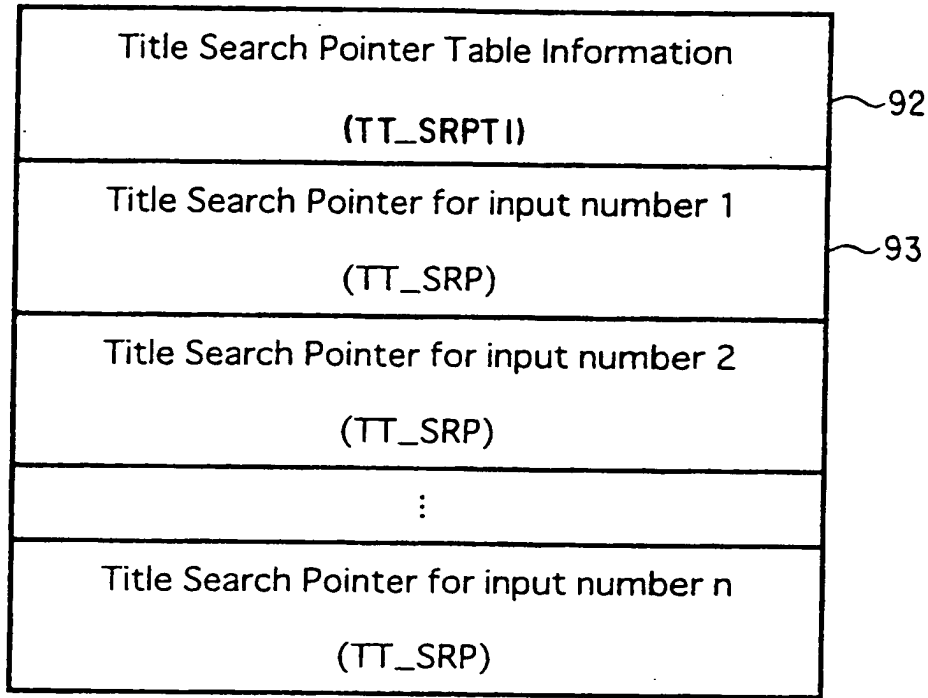 Title Search Pointer Table Information
(TT_SRPTI)
92
Title Search Pointer for input number 1
(TT_SRP)
93
Title Search Pointer for input number 2
(TT_SRP)
⋮
Title Search Pointer for input number n
(TT_SRP)